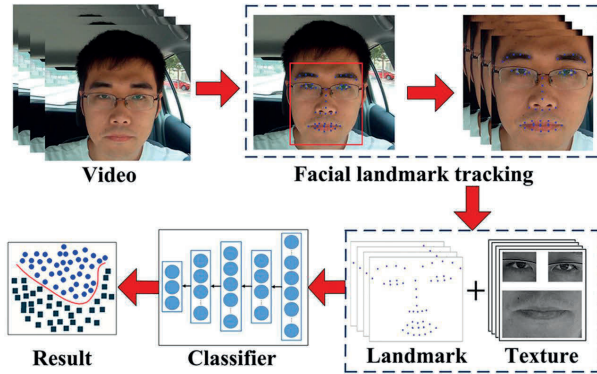 Video
Facial landmark tracking
Landmark
Texture
Classifier
Result